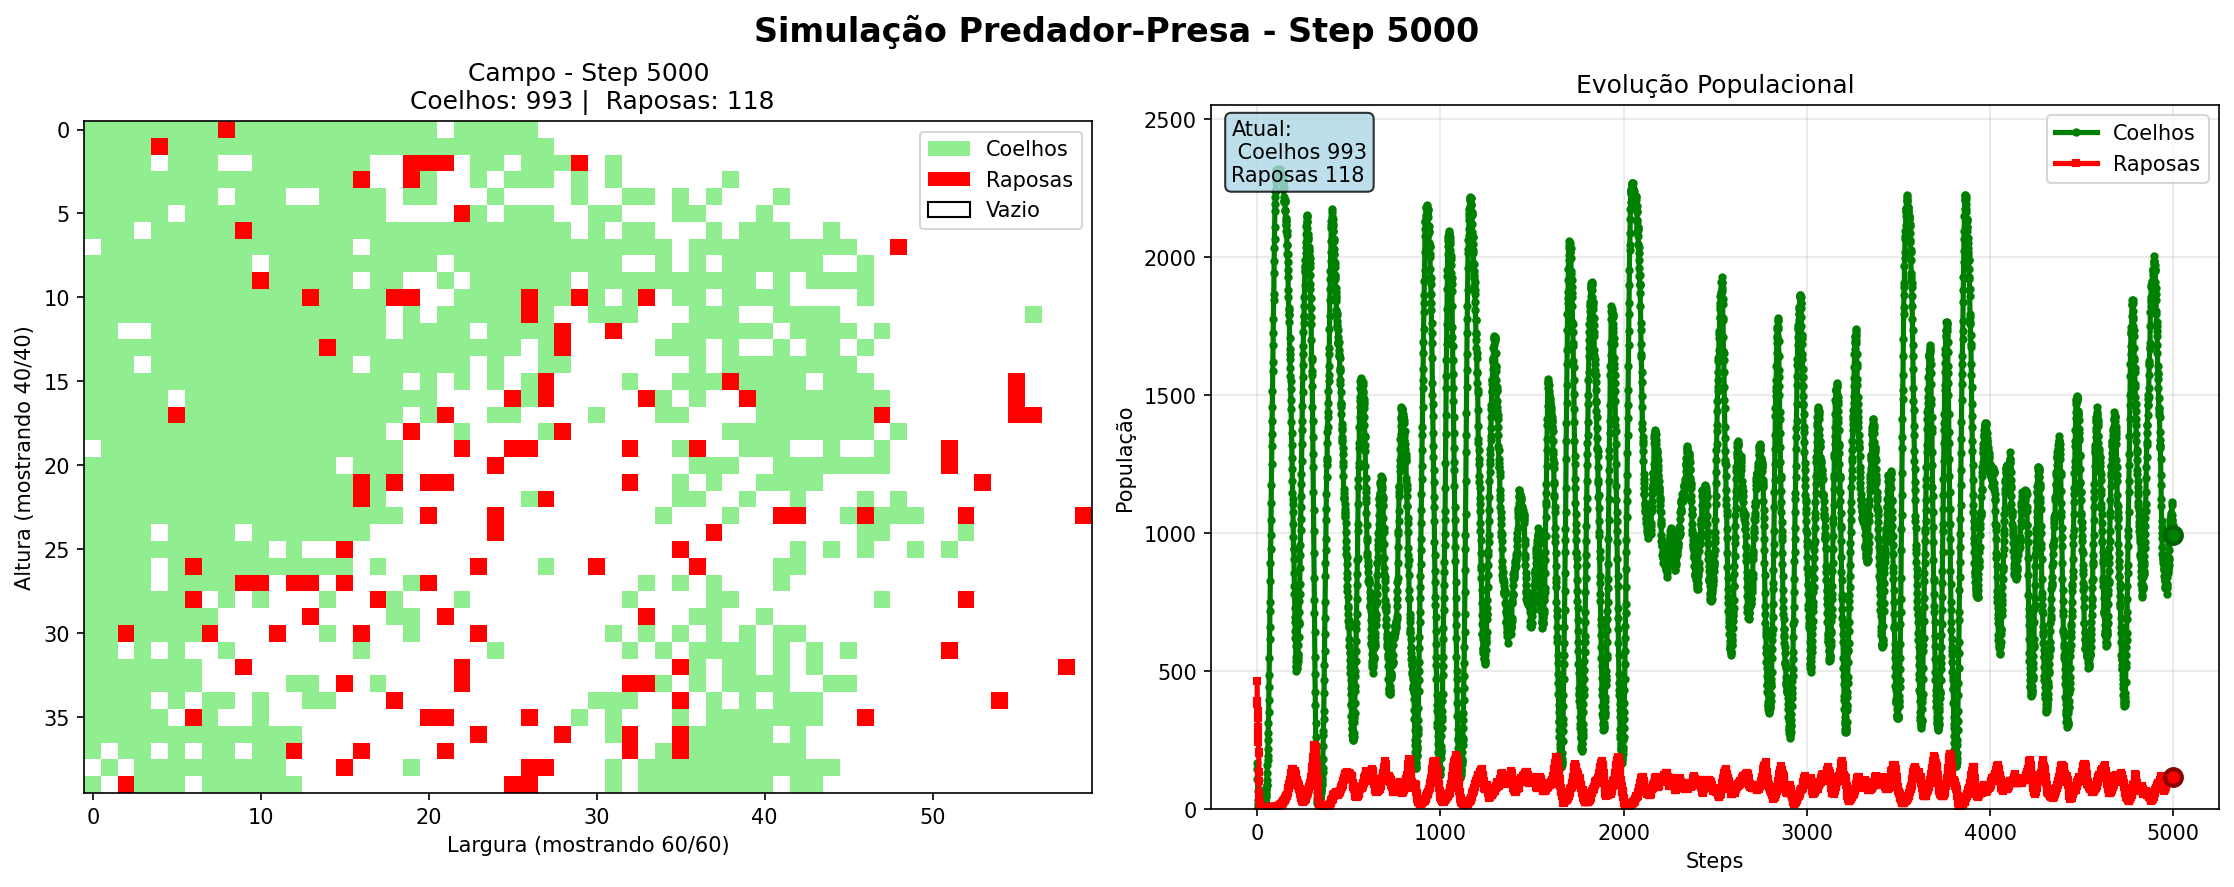 Simulação Predador-Presa - Step 5000
Campo - Step 5000
Coelhos: 993 |  Raposas: 118
Coelhos
Raposas
Vazio
0
5
10
15
20
25
30
35
Altura (mostrando 40/40)
0
10
20
30
40
50
Largura (mostrando 60/60)
Evolução Populacional
Atual:
Coelhos 993
Raposas 118
Coelhos
Raposas
2500
2000
1500
1000
500
0
População
0
1000
2000
3000
4000
5000
Steps